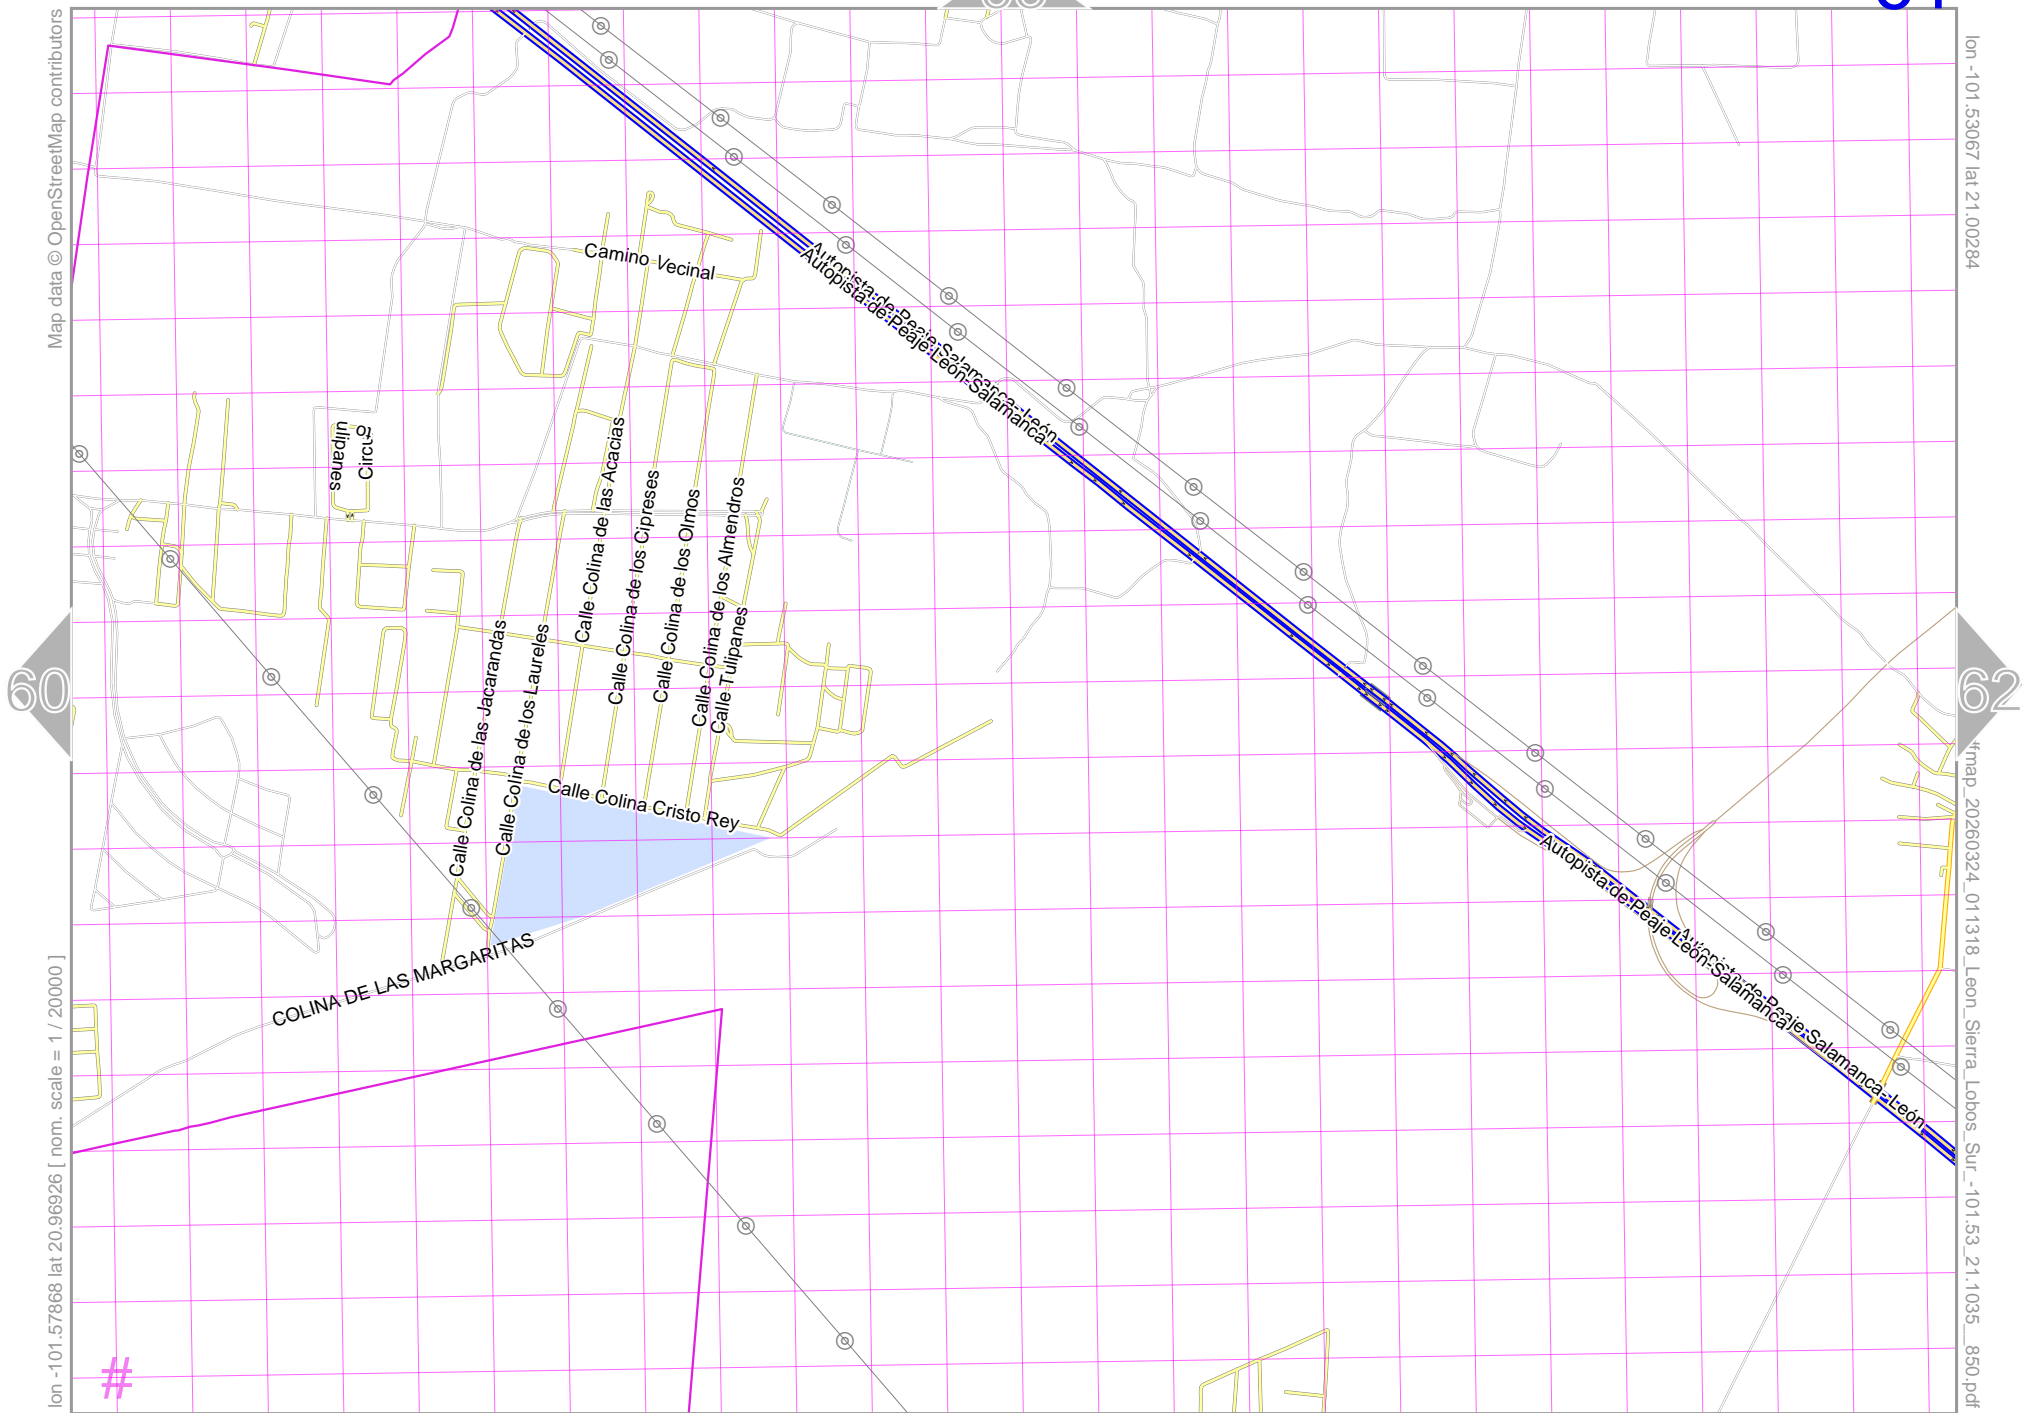 Map data © OpenStreetMap contributors
lon -101.53067 lat 21.00284
Camino Vecinal
Autopista de Peaje Salamanca-León
Autopista de Peaje León-Salamanca
ulipanes
Circuito
Calle Colina de las Acacias
Calle Colina de los Cipreses
Calle Colina de los Olmos
Calle Colina de los Almendros
Calle Tulipanes
Calle Colina de las Jacarandas
Calle Colina de los Laureles
60
62
Calle Colina Cristo Rey
Autopista de Peaje León-Salamanca
Autopista de Peaje Salamanca-León
COLINA DE LAS MARGARITAS
lon -101.57868 lat 20.96926 [ nom. scale = 1 / 20000 ]
lfmap_20260324_011318_Leon_Sierra_Lobos_Sur_-101.53_21.1035__850.pdf
#